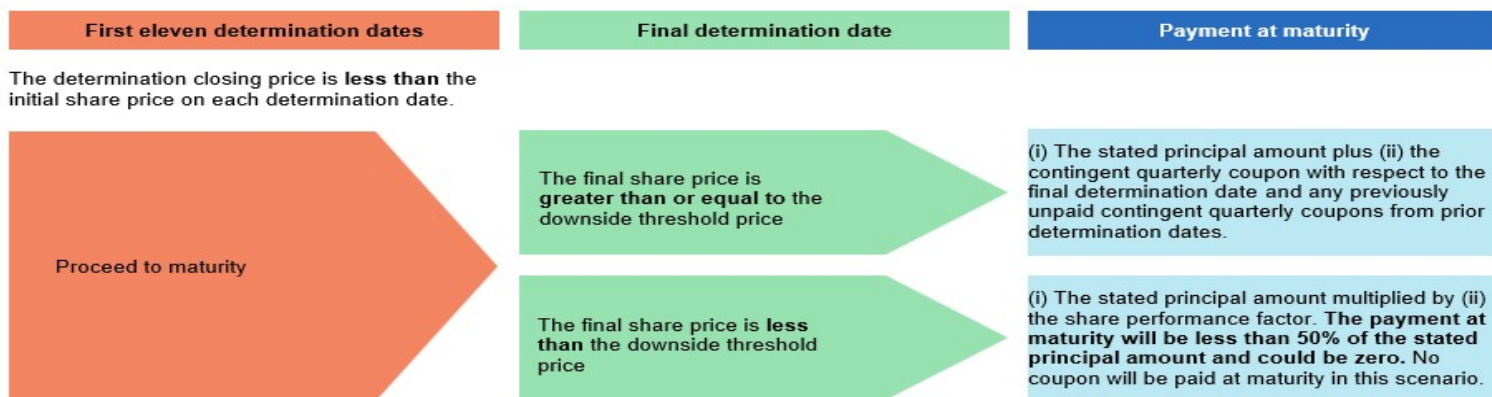 First eleven determination dates
Final determination date
Payment at maturity
The determination closing price is less than the
initial share price on each determination date.
Proceed to maturity
The final share price is
greater than or equal to the
downside threshold price
(i) The stated principal amount plus (ii) the
contingent quarterly coupon with respect to the
final determination date and any previously
unpaid contingent quarterly coupons from prior
determination dates.
The final share price is less
than the downside threshold
price
(i) The stated principal amount multiplied by (ii)
the share performance factor. The payment at
maturity will be less than 50% of the stated
principal amount and could be zero. No
coupon will be paid at maturity in this scenario.